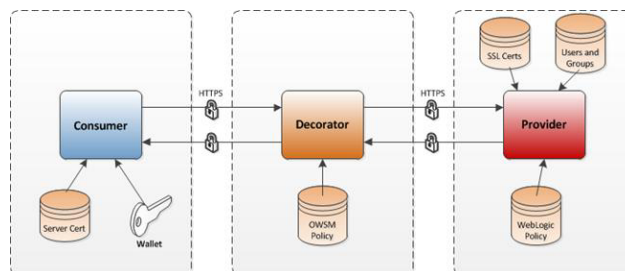 SSL Certs
Users and
Groups
HTTPS
HTTPS
Consumer
Decorator
Provider
Server Cert
Wallet
OWSM
Policy
WebLogic
Policy